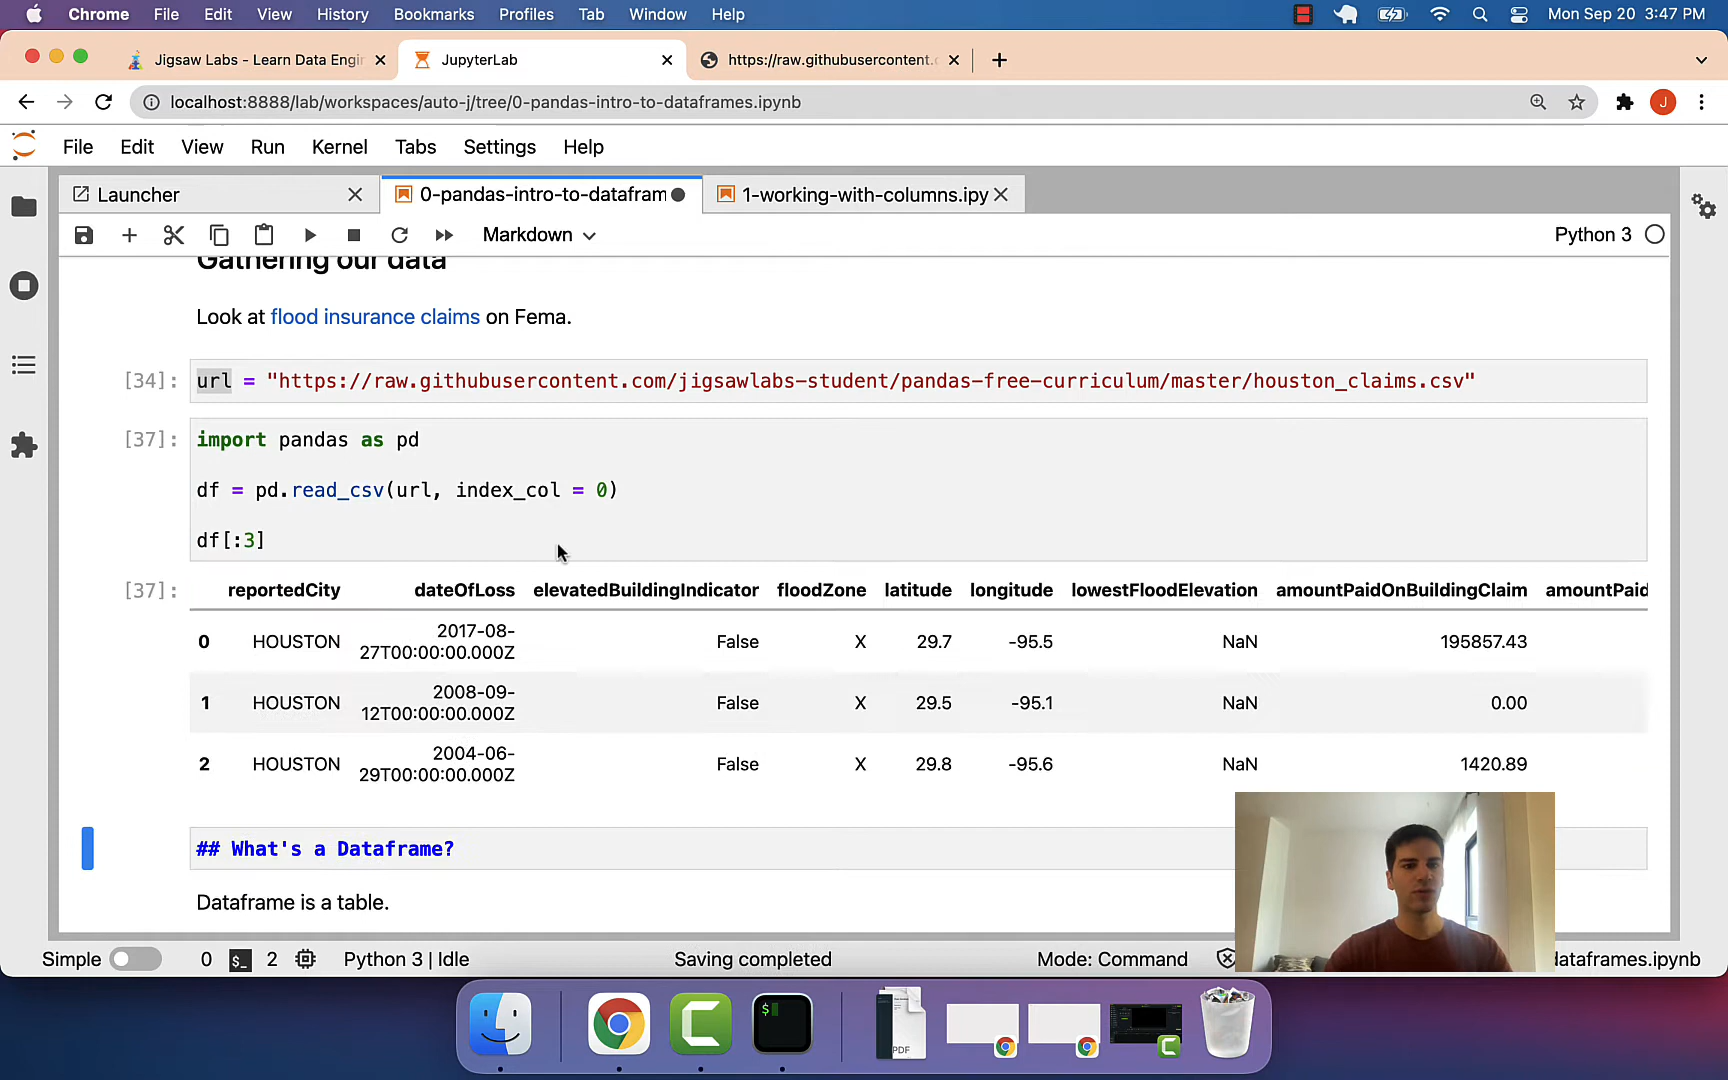 Chrome File Edit View History Bookmarks Profiles Tab Window Help Mon Sep 20 3:47 PM
Jigsaw Labs - Learn Data Engin JupyterLab https://raw.githubusercontent.c
localhost:8888/lab/workspaces/auto-j/tree/0-pandas-intro-to-dataframes.ipynb J
File Edit View Run Kernel Tabs Settings Help
Launcher 0-pandas-intro-to-datafram 1-working-with-columns.ipy
Markdown Python 3
Gathering our data
Look at flood insurance claims on Fema.
[34]: url = "https://raw.githubusercontent.com/jigsawlabs-student/pandas-free-curriculum/master/houston_claims.csv"
[37]: import pandas as pd
df = pd.read_csv(url, index_col = 0)
df[:3]
[37]: reportedCity dateOfLoss elevatedBuildingIndicator floodZone latitude longitude lowestFloodElevation amountPaidOnBuildingClaim amountPaid
0 HOUSTON 2017-08-27T00:00:00.000Z False X 29.7 -95.5 NaN 195857.43
1 HOUSTON 2008-09-12T00:00:00.000Z False X 29.5 -95.1 NaN 0.00
2 HOUSTON 2004-06-29T00:00:00.000Z False X 29.8 -95.6 NaN 1420.89
## What's a Dataframe?
Dataframe is a table.
Simple 0 $_ 2 Python 3 | Idle Saving completed Mode: Command dataframes.ipynb
$
PDF